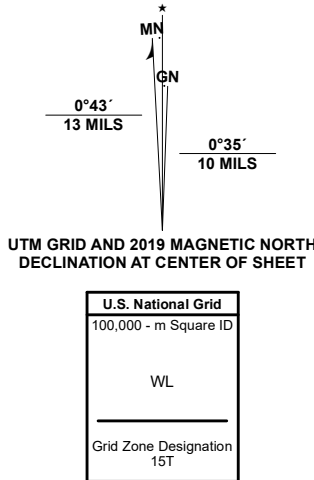 ★
MN
GN
0°43´
13 MILS
0°35´
10 MILS
UTM GRID AND 2019 MAGNETIC NORTH
DECLINATION AT CENTER OF SHEET
U.S. National Grid
100,000 - m Square ID
WL
Grid Zone Designation
15T